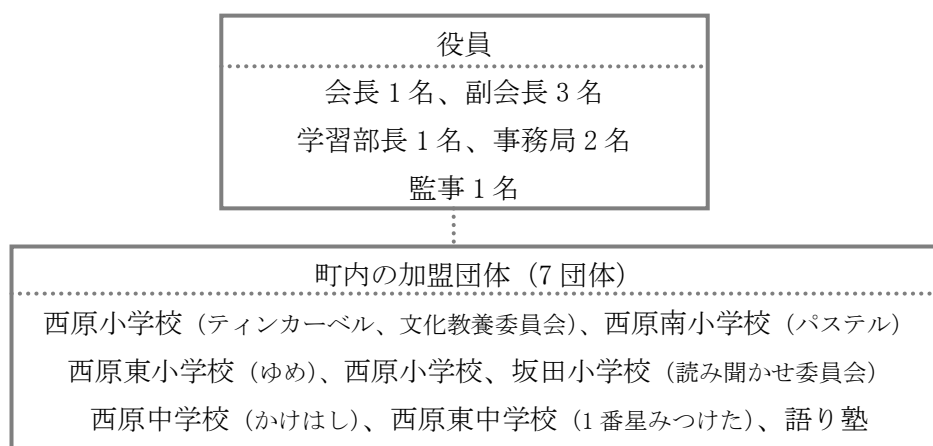 役員
会長 1 名、副会長 3 名
学習部長 1 名、事務局 2 名
監事 1 名
町内の加盟団体（7 団体）
西原小学校（ティンカーベル、文化教養委員会）、西原南小学校（パステル）
西原東小学校（ゆめ）、西原小学校、坂田小学校（読み聞かせ委員会）
西原中学校（かけはし）、西原東中学校（1 番星みつけた）、語り塾